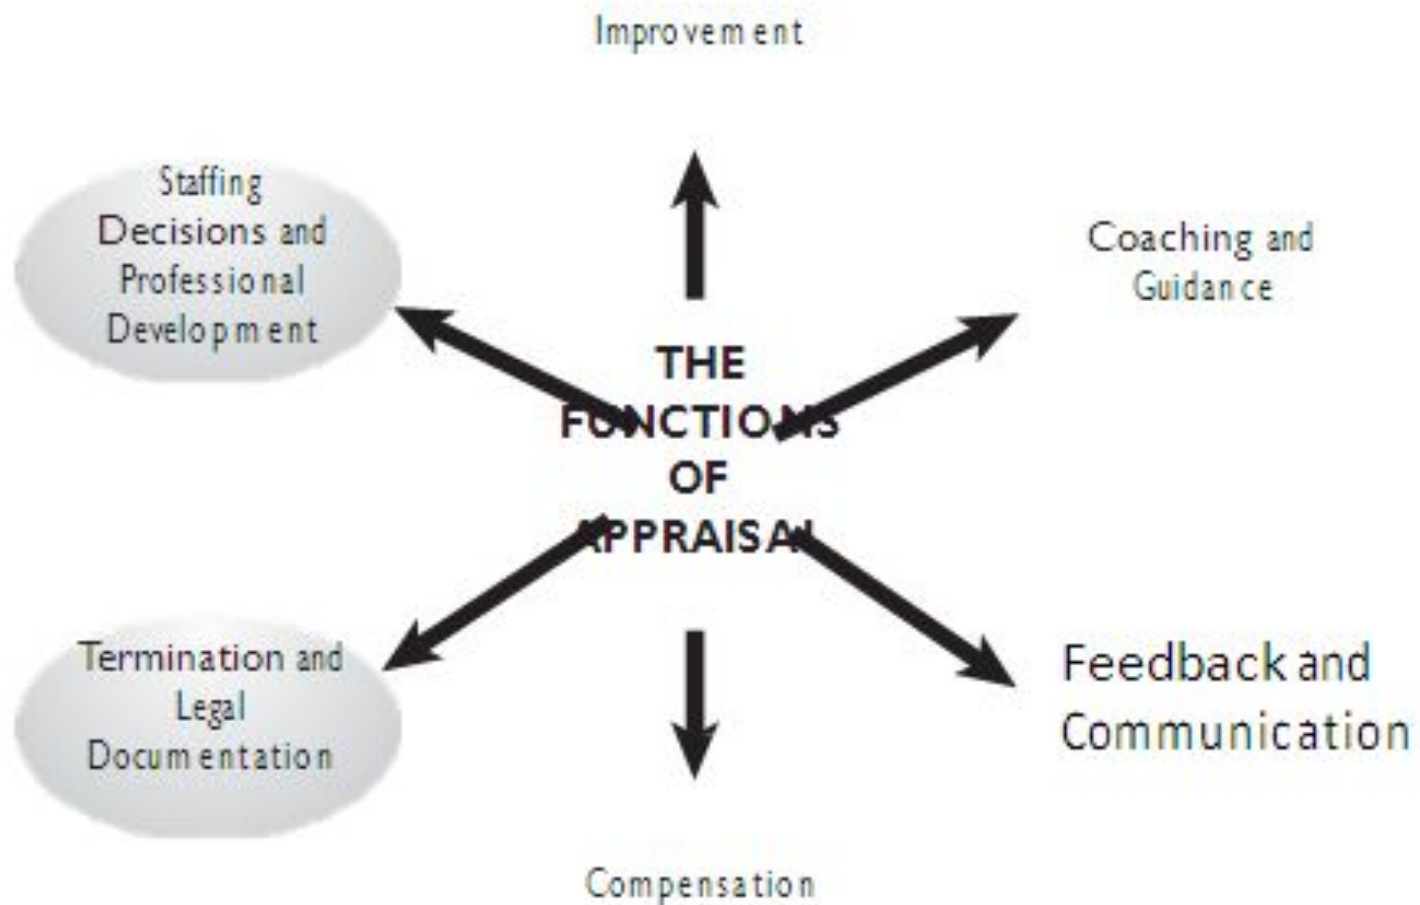 Improvement
Staffing
Decisions and
Professional
Development
Coaching and
Guidance
THE
FUNCTIONS
OF
APPRAISAL
Termination and
Legal
Documentation
Feedback and
Communication
Compensation